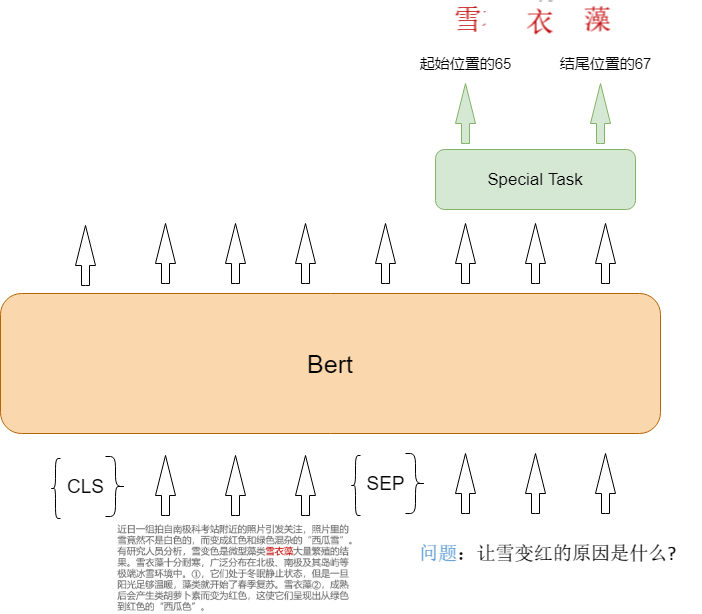 雪 衣 藻
起始位置的65 结尾位置的67
Special Task
Bert
CLS SEP
近日一组拍自南极科考站附近的照片引发关注，照片里的
雪竟然不是白色的，而变成红色和绿色混杂的“西瓜雪”。
有研究人员分析，雪变色是微型藻类雪衣藻大量繁殖的结
果。雪衣藻十分耐寒，广泛分布在北极、南极及其岛屿等
极端冰雪环境中。①，它们处于冬眠静止状态，但是一旦
阳光足够温暖，藻类就开始了春季复苏。雪衣藻②，成熟
后会产生类胡萝卜素而变为红色，这使它们呈现出从绿色
到红色的“西瓜色”。
问题：让雪变红的原因是什么?